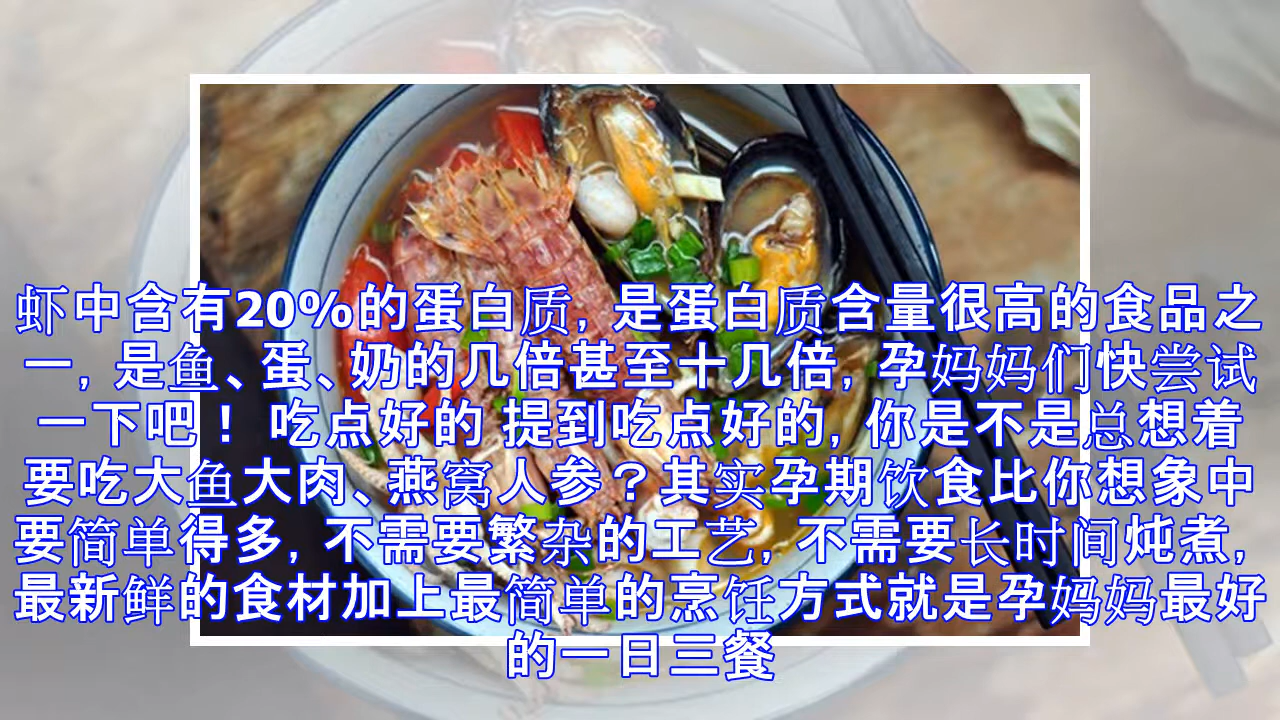 虾中含有20%的蛋白质, 是蛋白质含量很高的食品之
一, 是鱼、蛋、奶的几倍甚至十几倍, 孕妈妈们快尝试
一下吧！ 吃点好的 提到吃点好的, 你是不是总想着
要吃大鱼大肉、燕窝人参？其实孕期饮食比你想象中
要简单得多, 不需要繁杂的工艺, 不需要长时间炖煮,
最新鲜的食材加上最简单的烹饪方式就是孕妈妈最好
的一日三餐